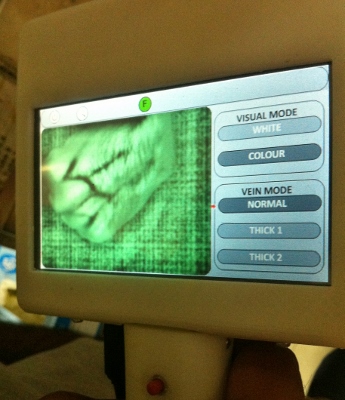 F
VISUAL MODE
WHITE
COLOUR
VEIN MODE
NORMAL
THICK 1
THICK 2